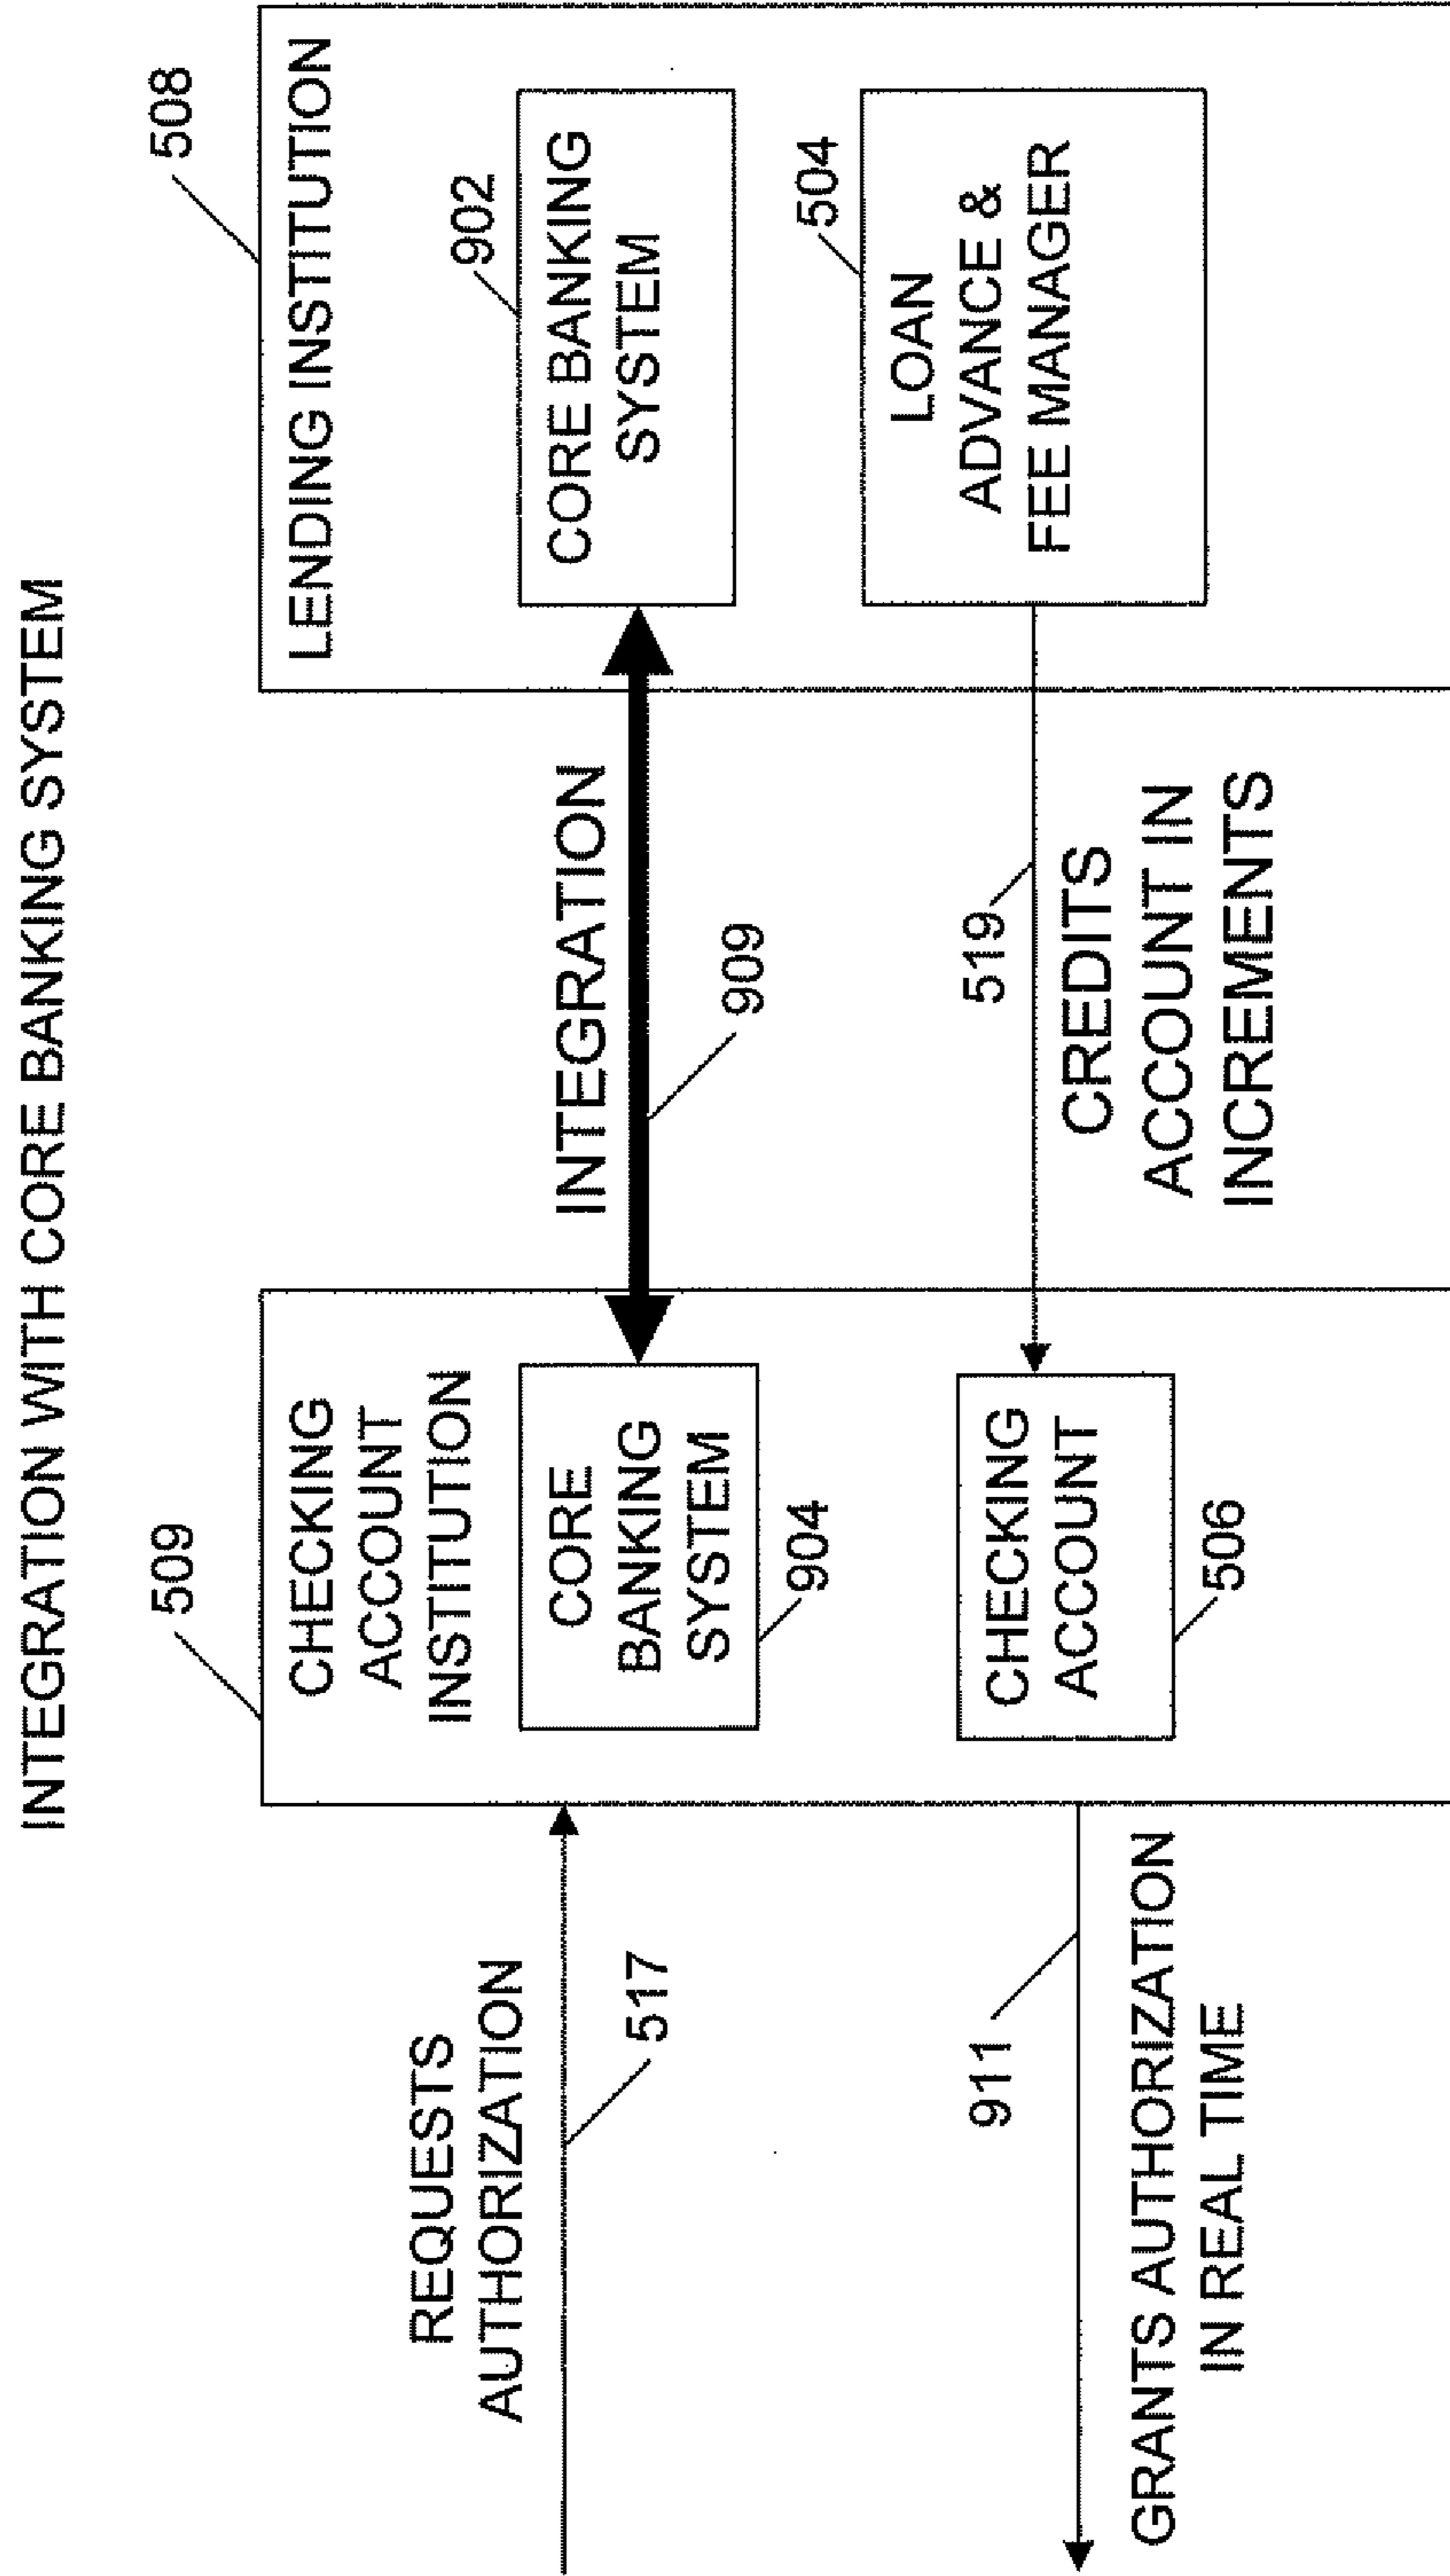 INTEGRATION WITH CORE BANKING SYSTEM
REQUESTS
AUTHORIZATION
517
911
GRANTS AUTHORIZATION
IN REAL TIME
509
CHECKING
ACCOUNT
INSTITUTION
CORE
BANKING
SYSTEM
904
CHECKING
ACCOUNT
506
INTEGRATION
909
519
CREDITS
ACCOUNT IN
INCREMENTS
508
LENDING INSTITUTION
902
CORE BANKING
SYSTEM
504
LOAN
ADVANCE &
FEE MANAGER